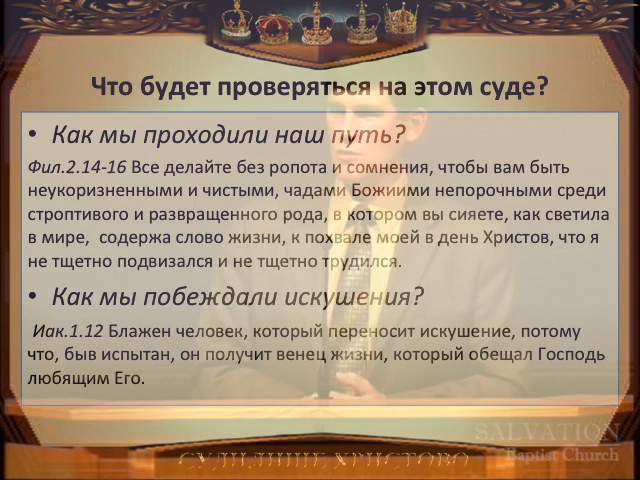 Что будет проверяться на этом суде?
• Как мы проходили наш путь?
Фил.2.14-16 Все делайте без ропота и сомнения, чтобы вам быть
неукоризненными и чистыми, чадами Божиими непорочными среди
строптивого и развращенного рода, в котором вы сияете, как светила
в мире,  содержа слово жизни, к похвале моей в день Христов, что я
не тщетно подвизался и не тщетно трудился.
• Как мы побеждали искушения?
Иак.1.12 Блажен человек, который переносит искушение, потому
что, быв испытан, он получит венец жизни, который обещал Господь
любящим Его.
SALVATION
Baptist Church
СУДИЛИЩЕ ХРИСТОВО